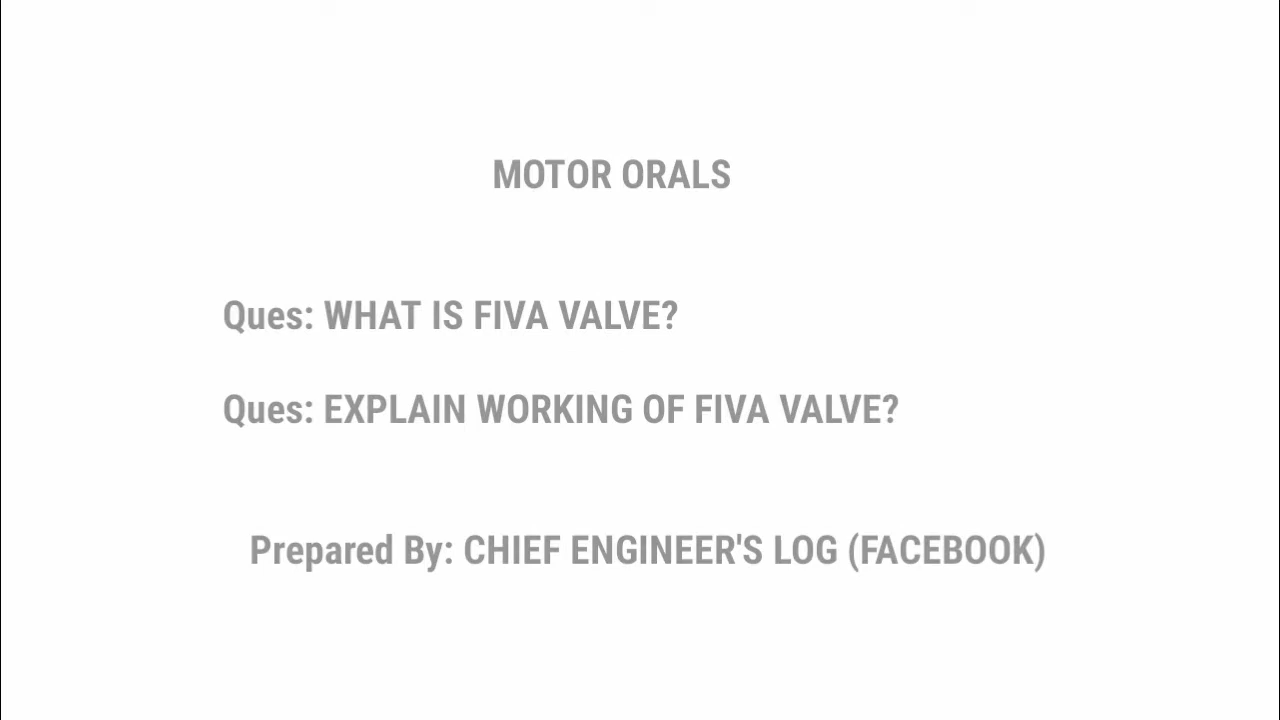 MOTOR ORALS
Ques: WHAT IS FIVA VALVE?
Ques: EXPLAIN WORKING OF FIVA VALVE?
Prepared By: CHIEF ENGINEER'S LOG (FACEBOOK)